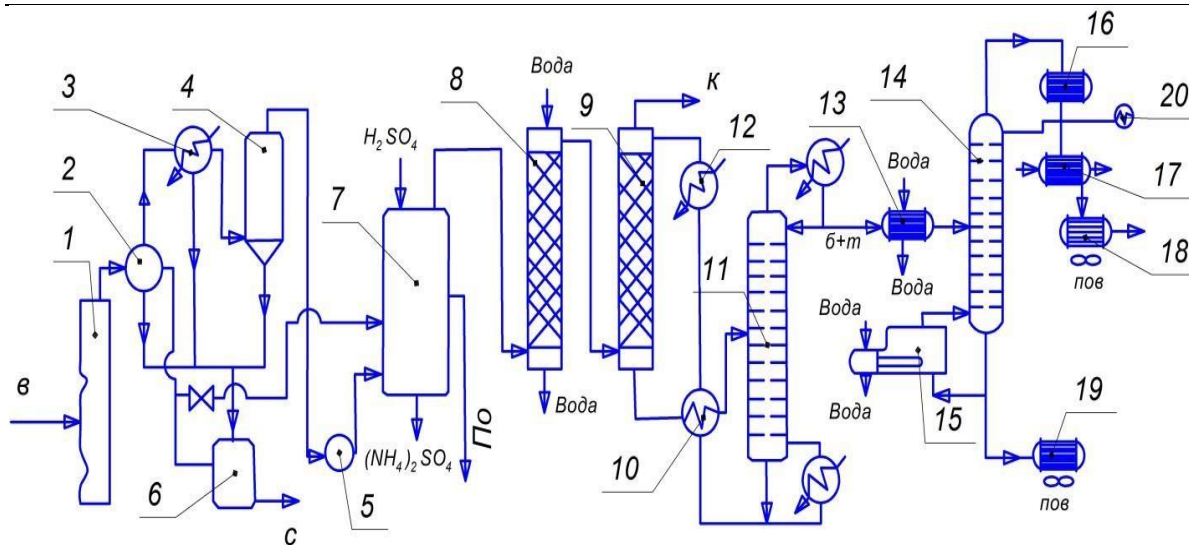 1
2
3
4
в
H₂SO₄
7
(NH₄)₂SO₄
По
6
с
5
8
Вода
Вода
9
к
12
10
11
б+т
13
Вода
Вода
14
Вода
Вода
15
16
20
17
18
пов
19
пов